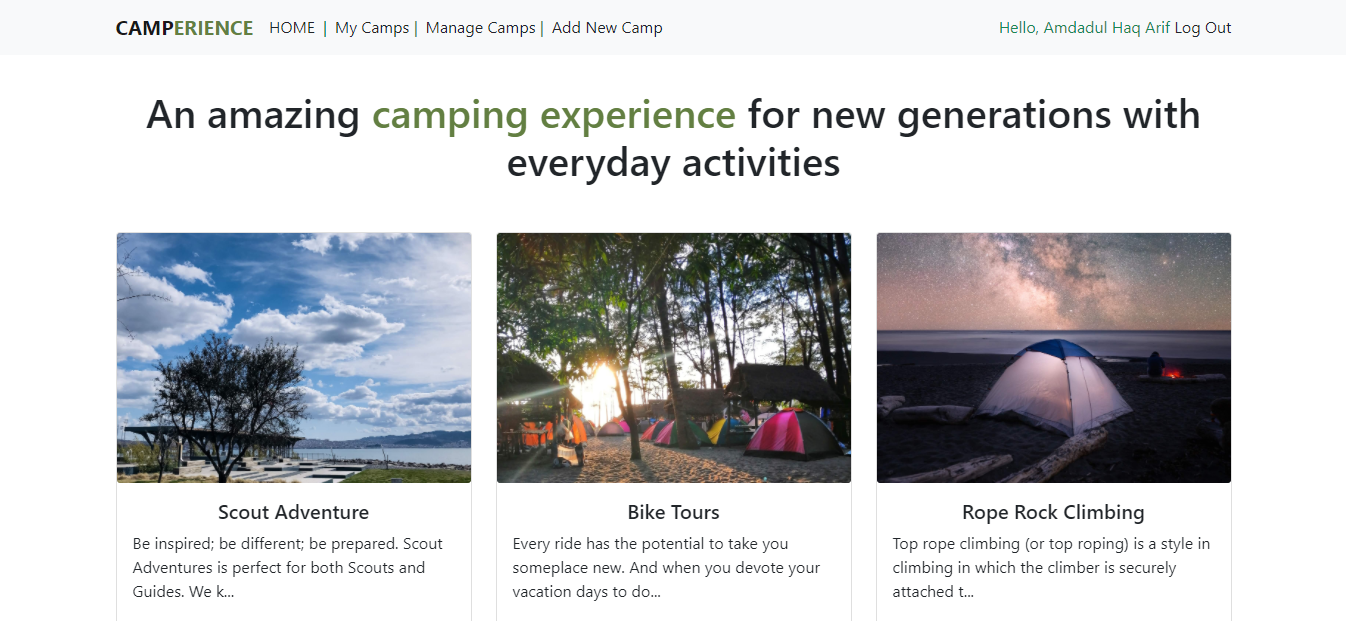 CAMPERIENCE HOME | My Camps | Manage Camps | Add New Camp Hello, Amdadul Haq Arif Log Out
An amazing camping experience for new generations with
everyday activities
Scout Adventure
Be inspired; be different; be prepared. Scout
Adventures is perfect for both Scouts and
Guides. We k...
Bike Tours
Every ride has the potential to take you
someplace new. And when you devote your
vacation days to do...
Rope Rock Climbing
Top rope climbing (or top roping) is a style in
climbing in which the climber is securely
attached t...